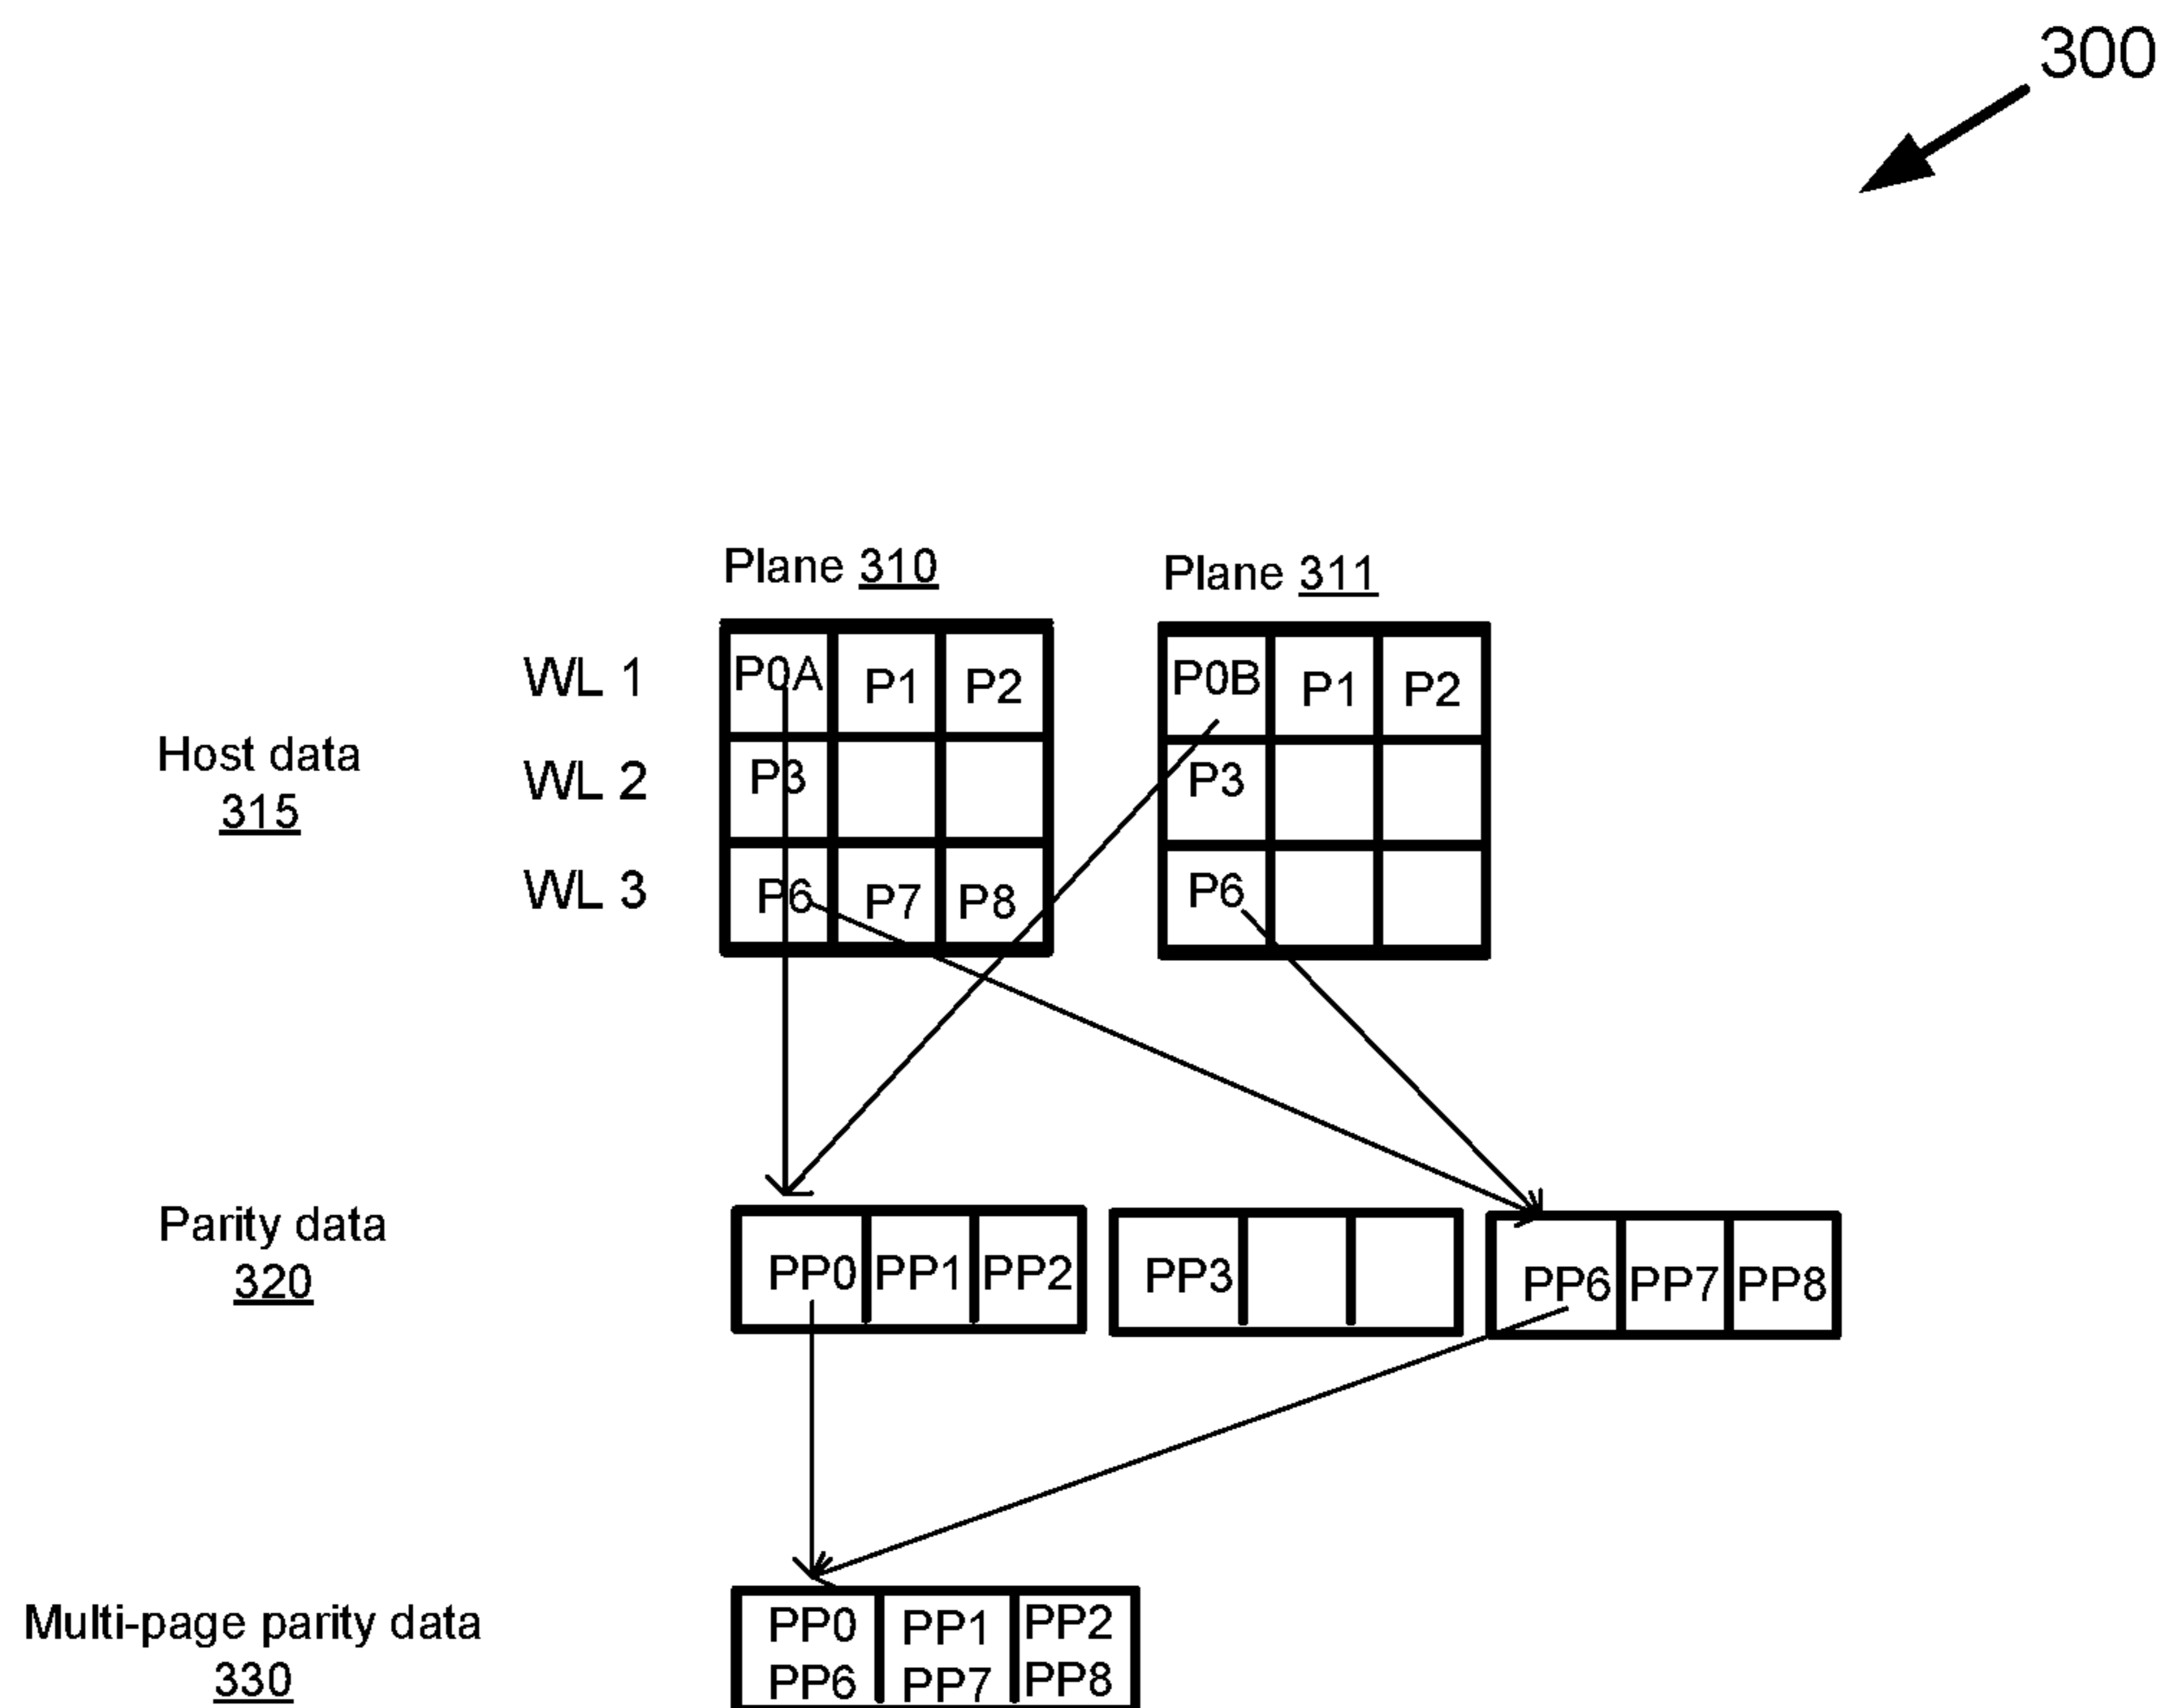 300
Plane 310
Plane 311
WL 1
P0A P1 P2
P0B P1 P2
Host data
315
WL 2
P3
P3
WL 3
P6 P7 P8
P6
Parity data
320
PP0 PP1 PP2
PP3
PP6 PP7 PP8
Multi-page parity data
330
PP0 PP1 PP2
PP6 PP7 PP8